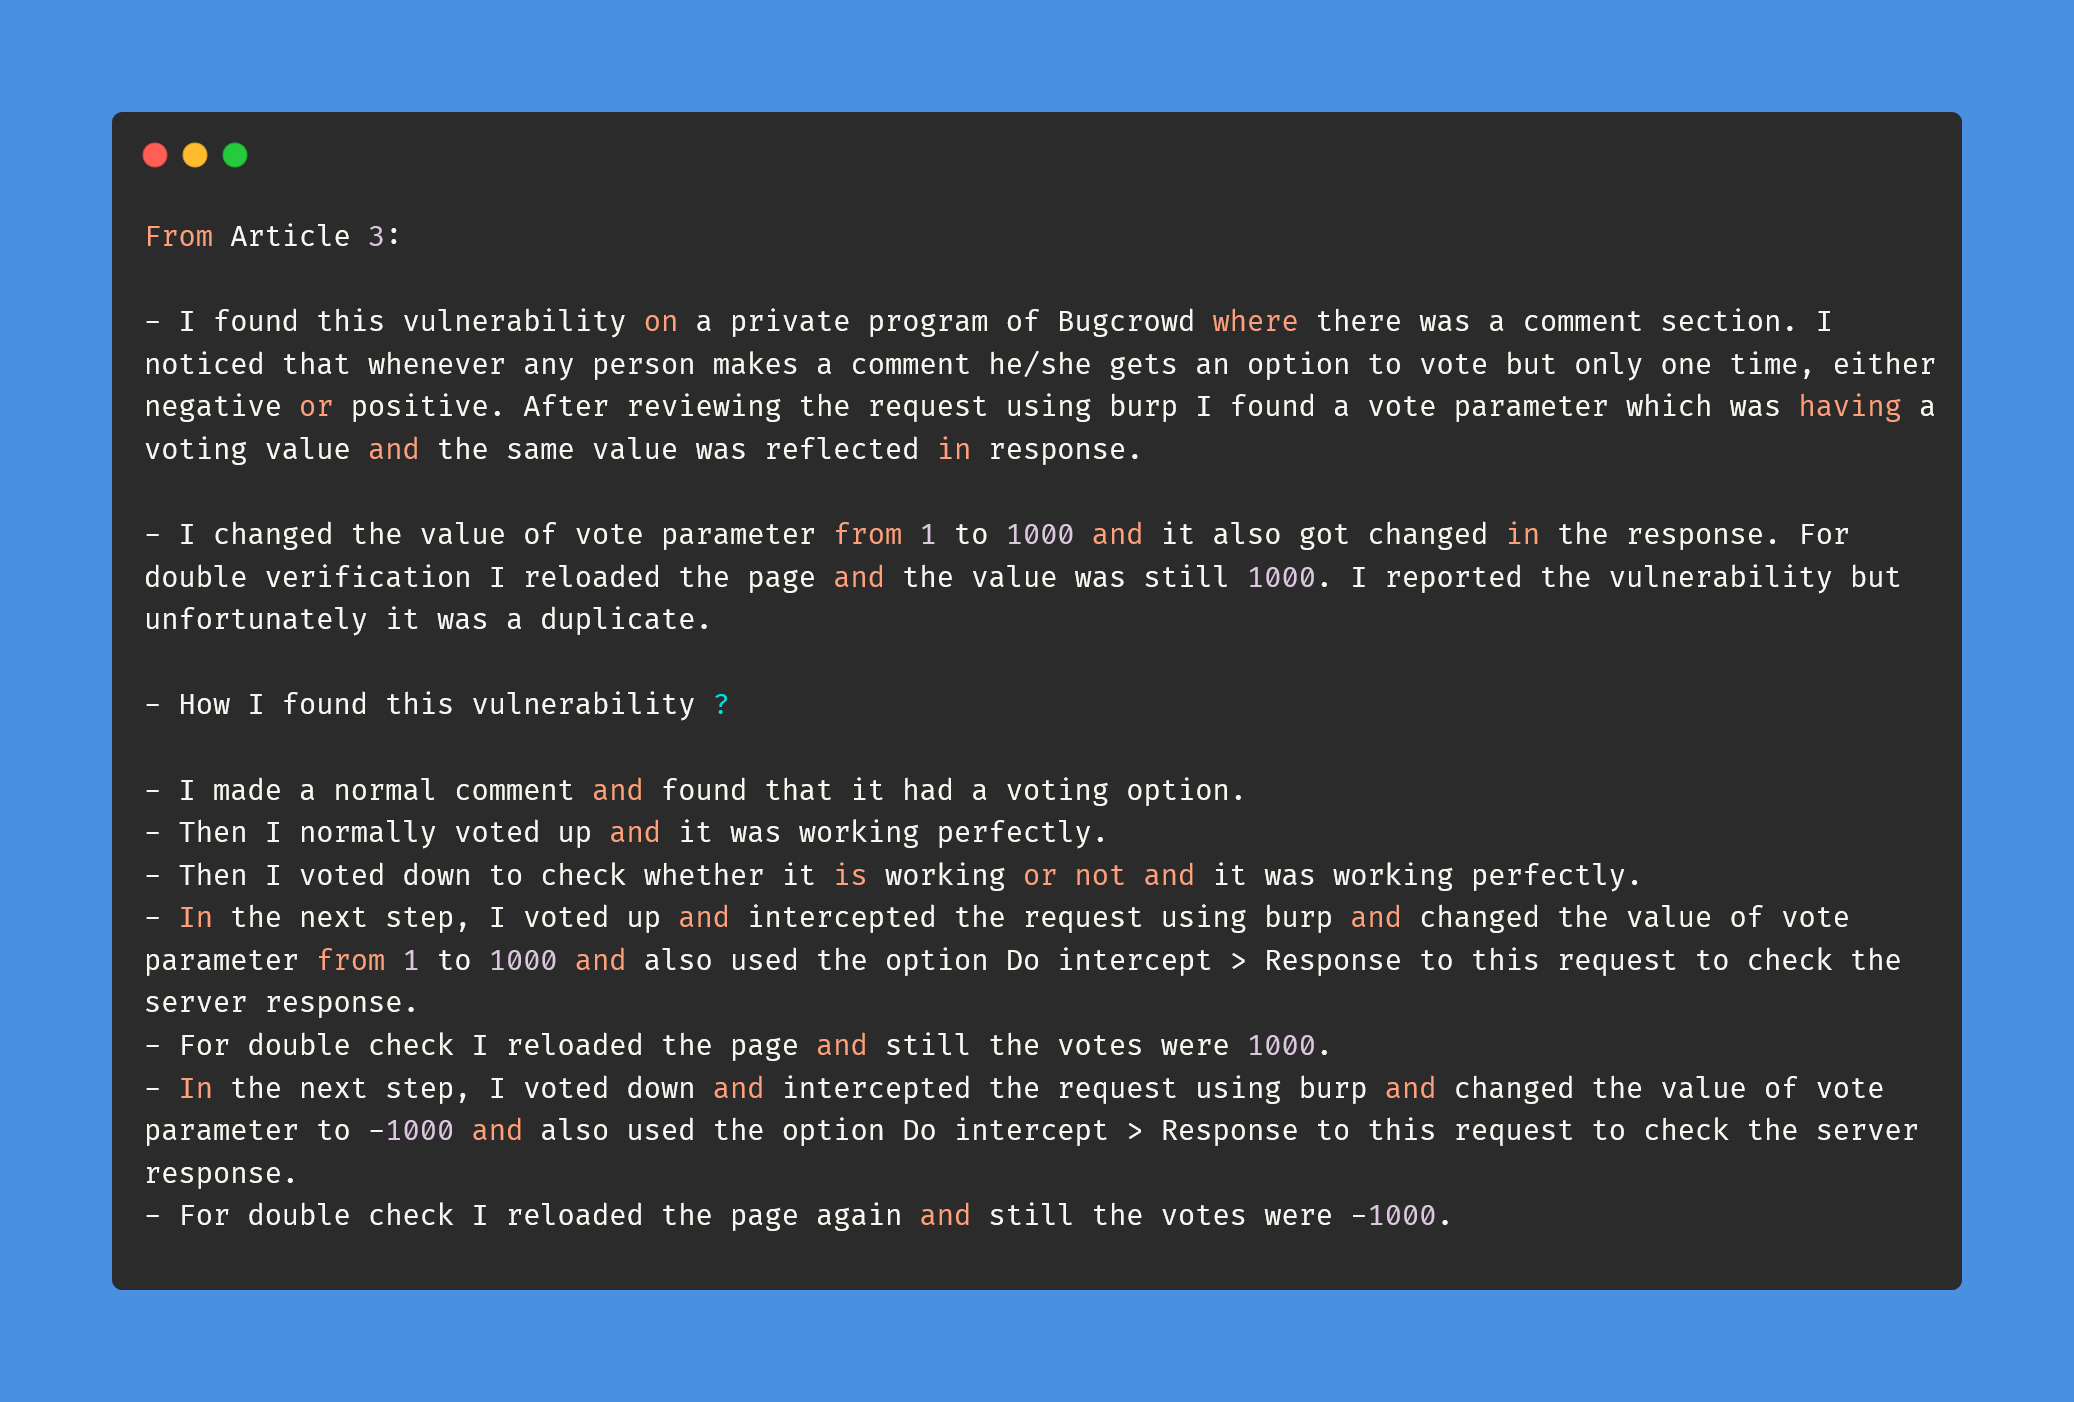 From Article 3:
- I found this vulnerability on a private program of Bugcrowd where there was a comment section. I
noticed that whenever any person makes a comment he/she gets an option to vote but only one time, either
negative or positive. After reviewing the request using burp I found a vote parameter which was having a
voting value and the same value was reflected in response.
- I changed the value of vote parameter from 1 to 1000 and it also got changed in the response. For
double verification I reloaded the page and the value was still 1000. I reported the vulnerability but
unfortunately it was a duplicate.
- How I found this vulnerability ?
- I made a normal comment and found that it had a voting option.
- Then I normally voted up and it was working perfectly.
- Then I voted down to check whether it is working or not and it was working perfectly.
- In the next step, I voted up and intercepted the request using burp and changed the value of vote
parameter from 1 to 1000 and also used the option Do intercept > Response to this request to check the
server response.
- For double check I reloaded the page and still the votes were 1000.
- In the next step, I voted down and intercepted the request using burp and changed the value of vote
parameter to -1000 and also used the option Do intercept > Response to this request to check the server
response.
- For double check I reloaded the page again and still the votes were -1000.